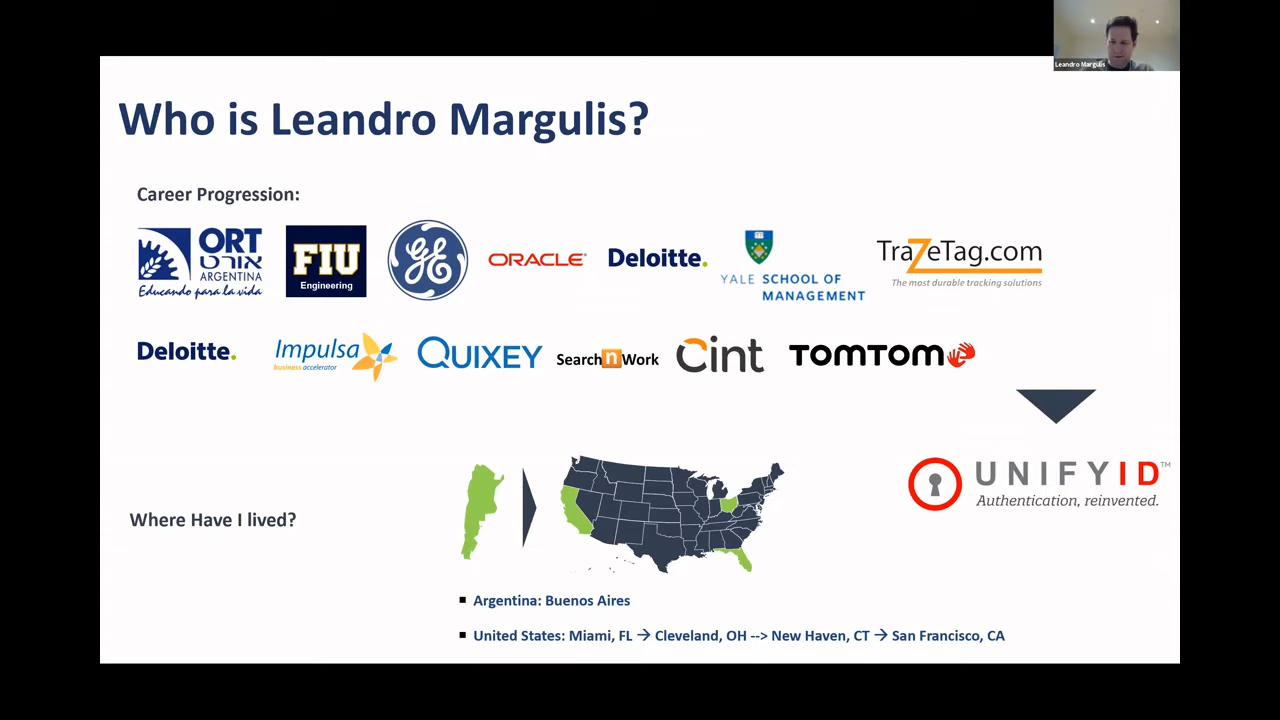 Leandro Margulis
Who is Leandro Margulis?
Career Progression:
ORT
אורט
ARGENTINA
Educando para la vida
FIU
Engineering
GE
ORACLE®
Deloitte.
YALE SCHOOL OF
MANAGEMENT
TraZeTag.com
The most durable tracking solutions
Deloitte.
Impulsa
business accelerator
QUIXEY
Search n Work
Cint
TOMTOM
UNIFYID™
Authentication, reinvented.
Where Have I lived?
▪ Argentina: Buenos Aires
▪ United States: Miami, FL → Cleveland, OH --> New Haven, CT → San Francisco, CA